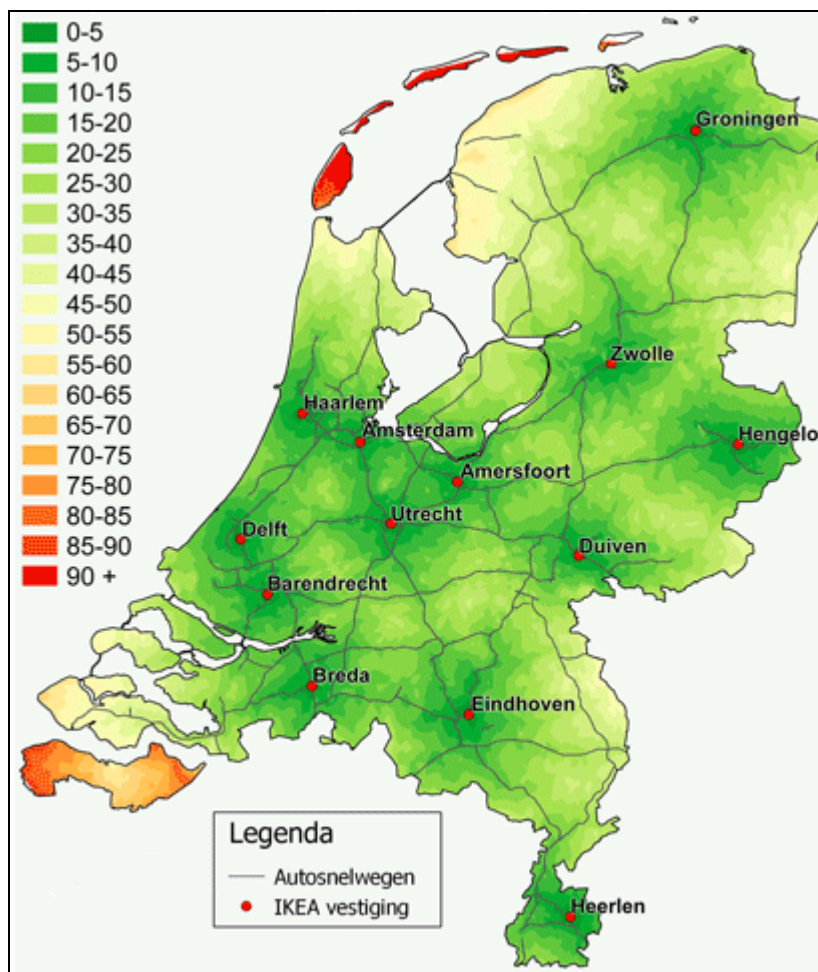 0-5
5-10
10-15
15-20
20-25
25-30
30-35
35-40
40-45
45-50
50-55
55-60
60-65
65-70
70-75
75-80
80-85
85-90
90 +
Groningen
Zwolle
Haarlem
Amsterdam
Hengelo
Amersfoort
Utrecht
Delft
Duiven
Barendrecht
Breda
Eindhoven
Heerlen
Legenda
Autosnelwegen
IKEA vestiging